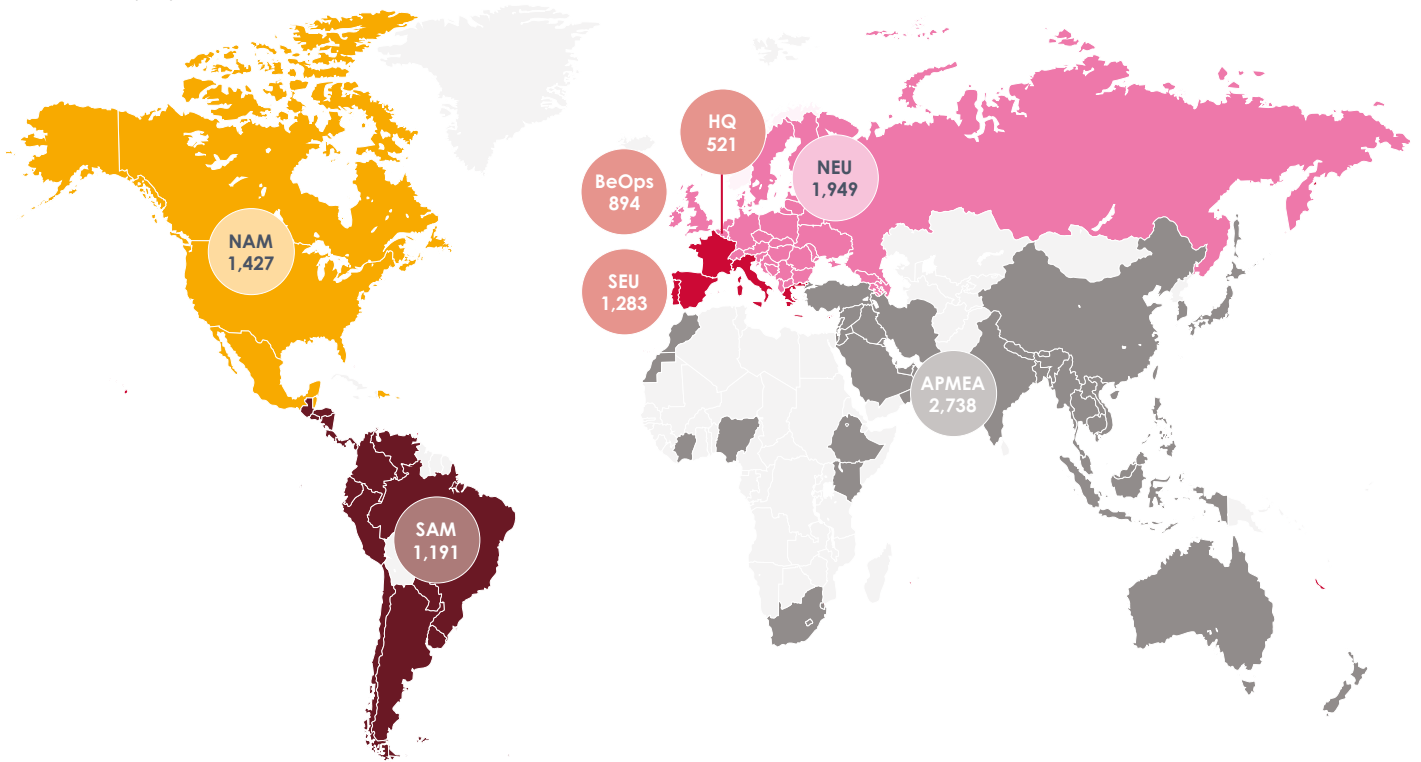 HQ
521
NEU
1,949
BeOps
894
NAM
1,427
SEU
1,283
APMEA
2,738
SAM
1,191